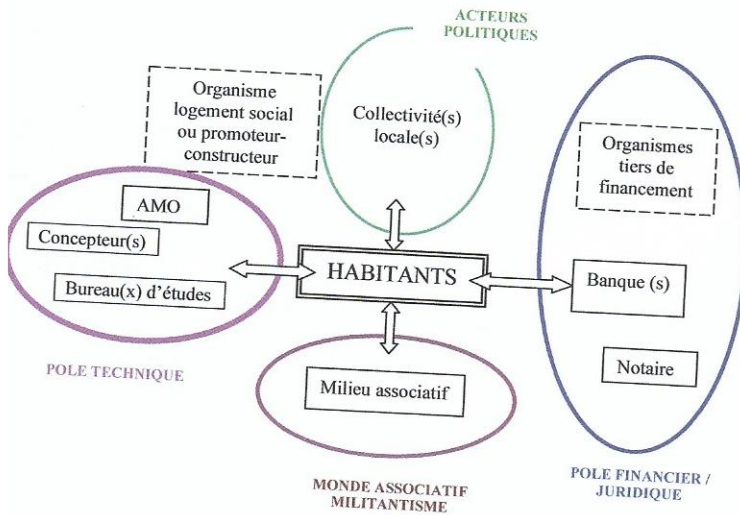 ACTEURS
POLITIQUES
Organisme
logement social
ou promoteur-
constructeur
Collectivité(s)
locale(s)
Organismes
tiers de
financement
AMO
Concepteur(s)
Bureau(x) d'études
HABITANTS
Banque (s)
Notaire
POLE TECHNIQUE
Milieu associatif
MONDE ASSOCIATIF
MILITANTISME
POLE FINANCIER /
JURIDIQUE